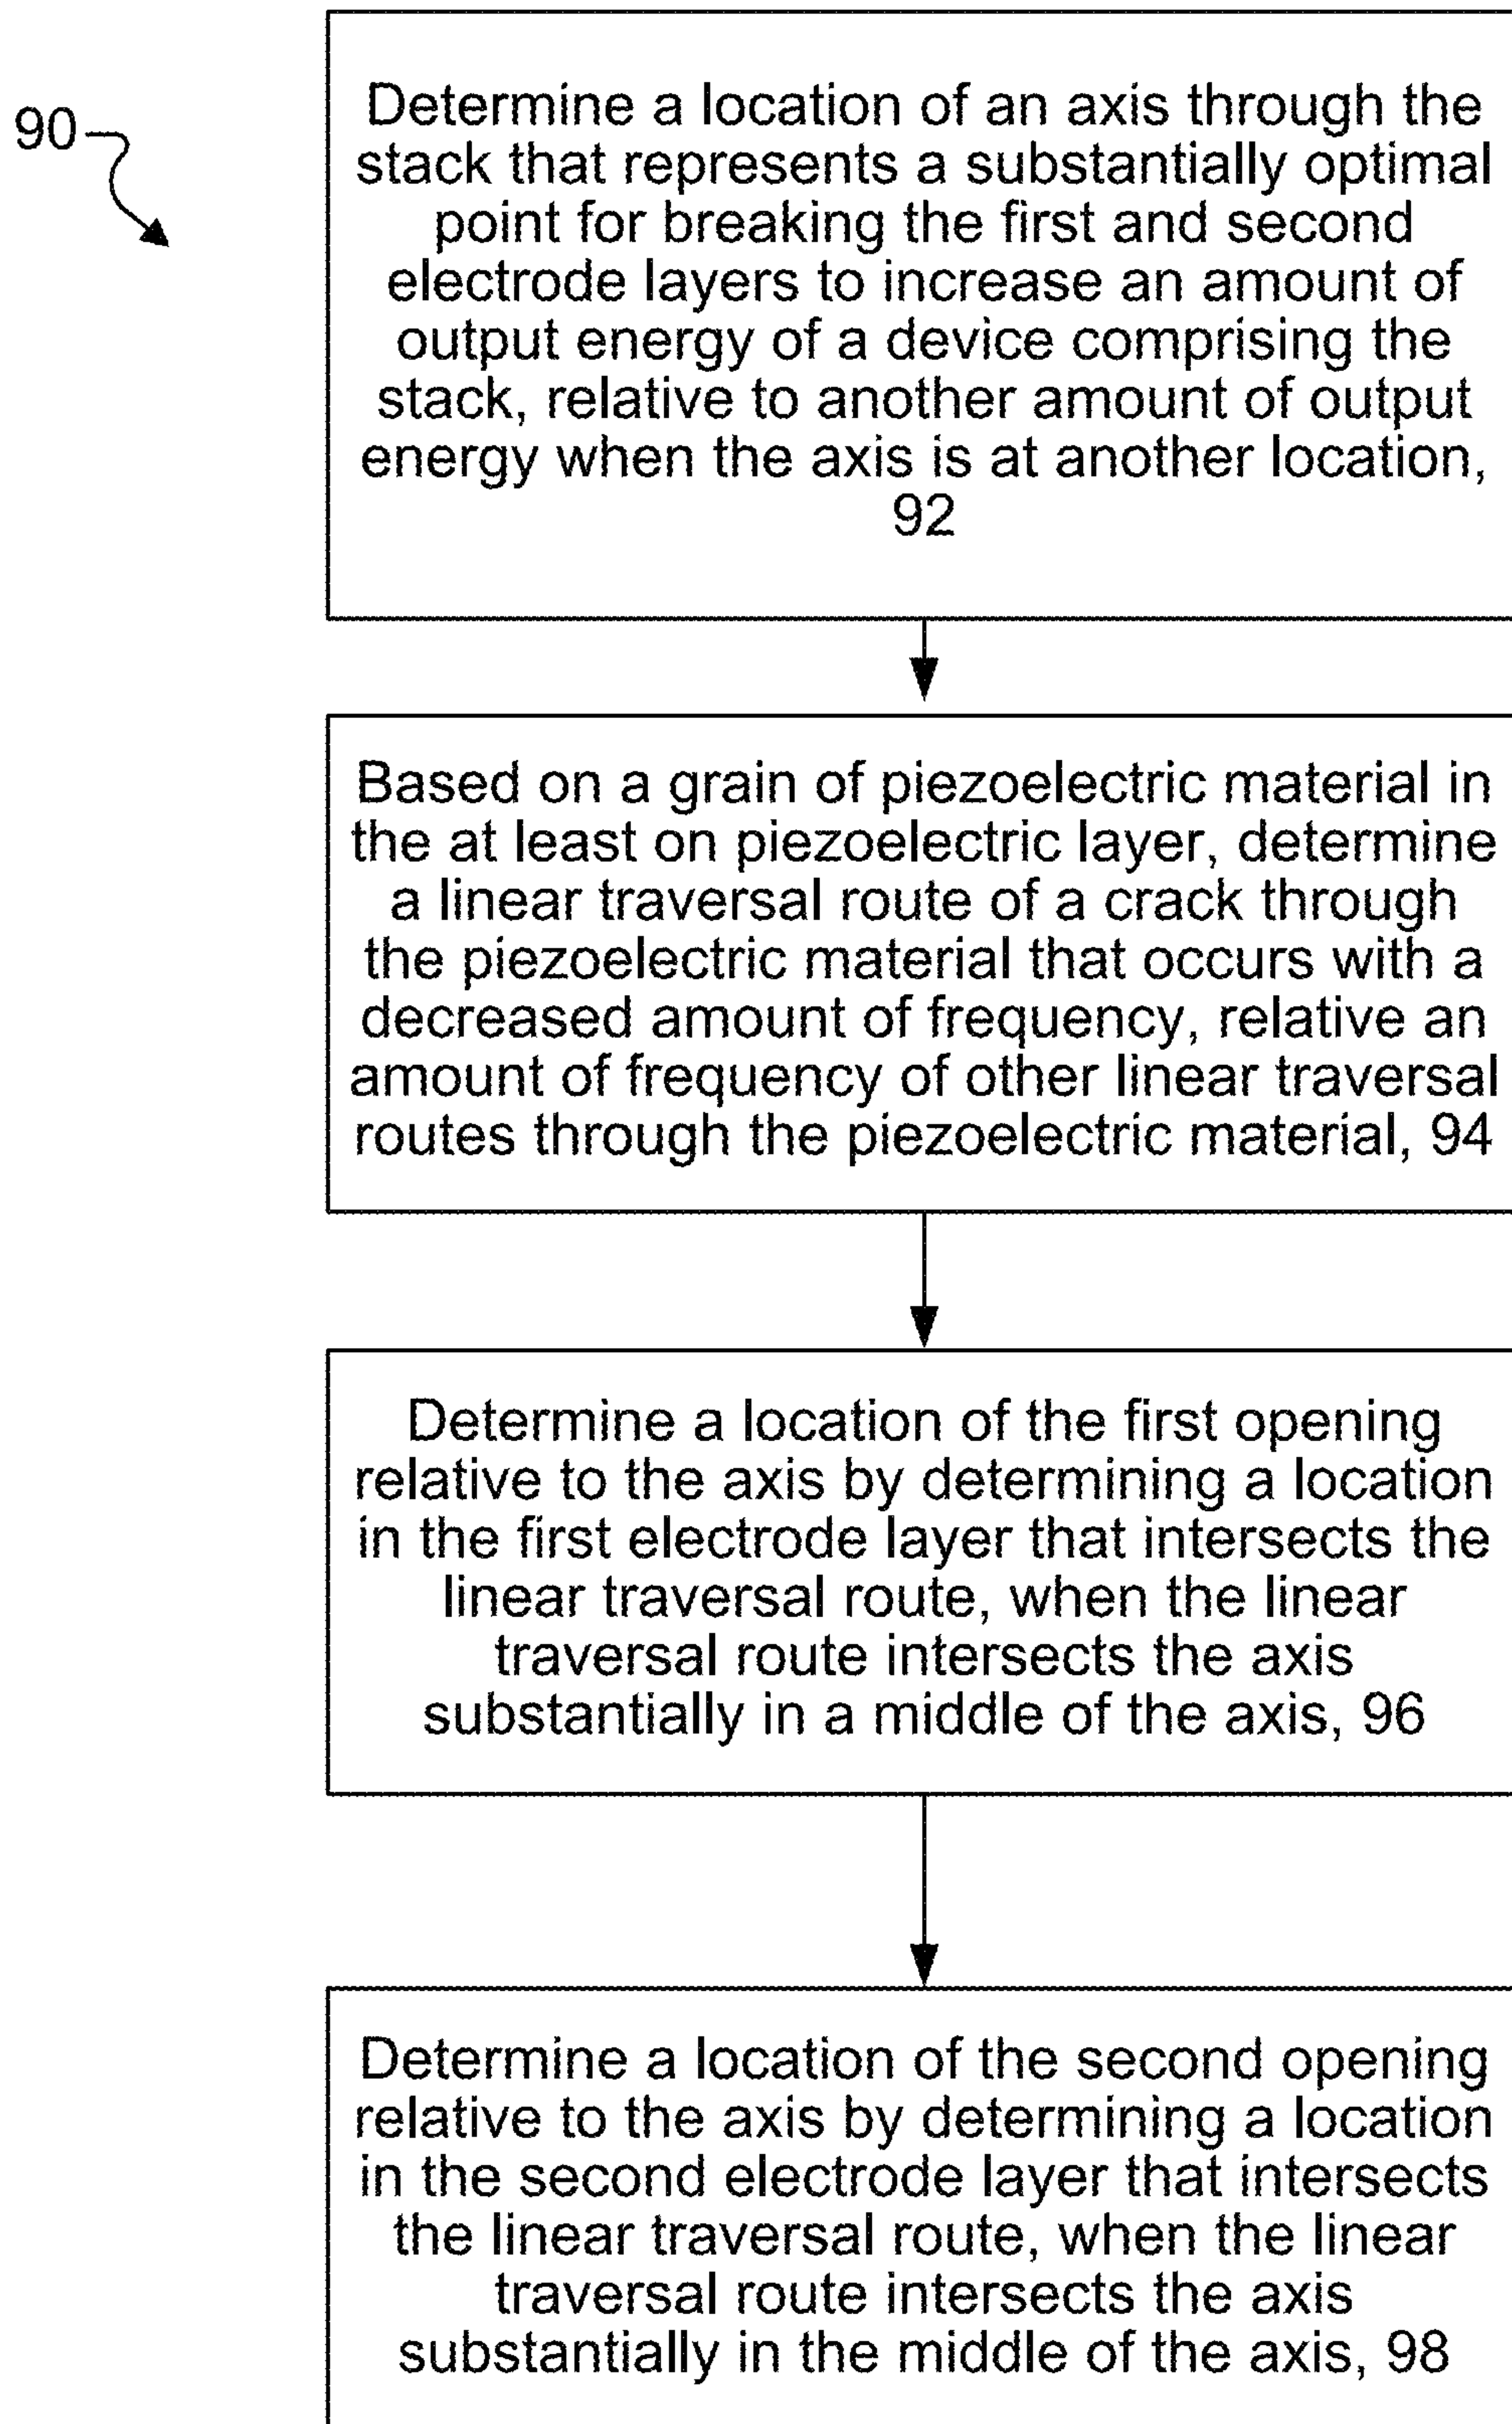 90
Determine a location of an axis through the
stack that represents a substantially optimal
point for breaking the first and second
electrode layers to increase an amount of
output energy of a device comprising the
stack, relative to another amount of output
energy when the axis is at another location,
92
Based on a grain of piezoelectric material in
the at least on piezoelectric layer, determine
a linear traversal route of a crack through
the piezoelectric material that occurs with a
decreased amount of frequency, relative an
amount of frequency of other linear traversal
routes through the piezoelectric material, 94
Determine a location of the first opening
relative to the axis by determining a location
in the first electrode layer that intersects the
linear traversal route, when the linear
traversal route intersects the axis
substantially in a middle of the axis, 96
Determine a location of the second opening
relative to the axis by determining a location
in the second electrode layer that intersects
the linear traversal route, when the linear
traversal route intersects the axis
substantially in the middle of the axis, 98